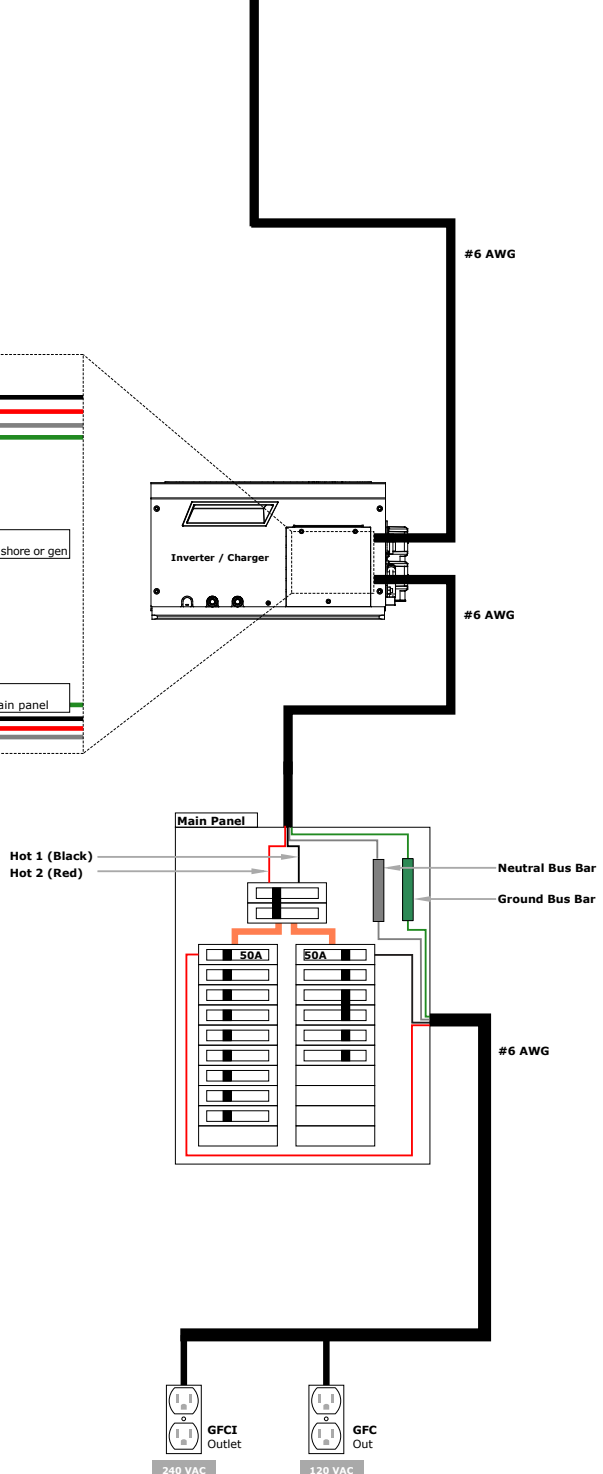 #6 AWG
shore or gen
Inverter / Charger
#6 AWG
ain panel
Main Panel
Hot 1 (Black)
Hot 2 (Red)
Neutral Bus Bar
Ground Bus Bar
50A
50A
#6 AWG
GFCI
Outlet
GFC
Out
240 VAC
120 VAC